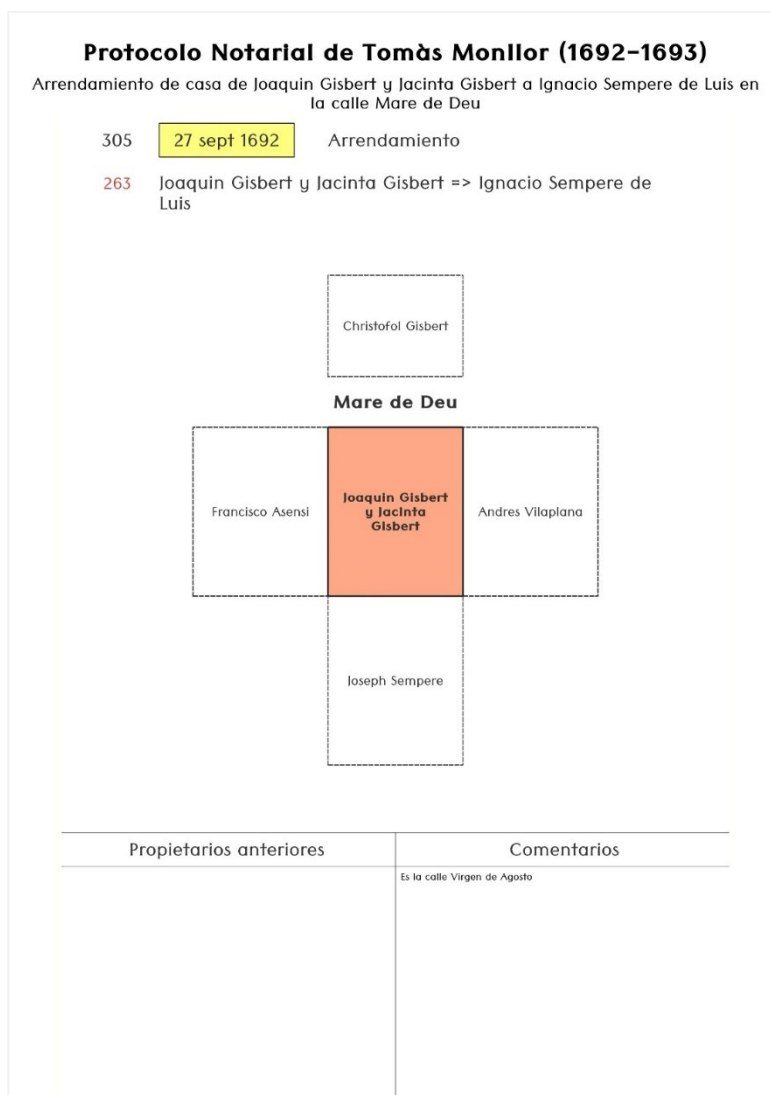 Protocolo Notarial de Tomàs Monllor (1692-1693)
Arrendamiento de casa de Joaquin Gisbert y Jacinta Gisbert a Ignacio Sempere de Luis en
la calle Mare de Deu
305 27 sept 1692 Arrendamiento
263 Joaquin Gisbert y Jacinta Gisbert => Ignacio Sempere de
Luis
Christofol Gisbert
Mare de Deu
Francisco Asensi
Joaquin Gisbert
y Jacinta
Gisbert
Andres Vilaplana
Joseph Sempere
Propietarios anteriores
Comentarios
Es la calle Virgen de Agosto